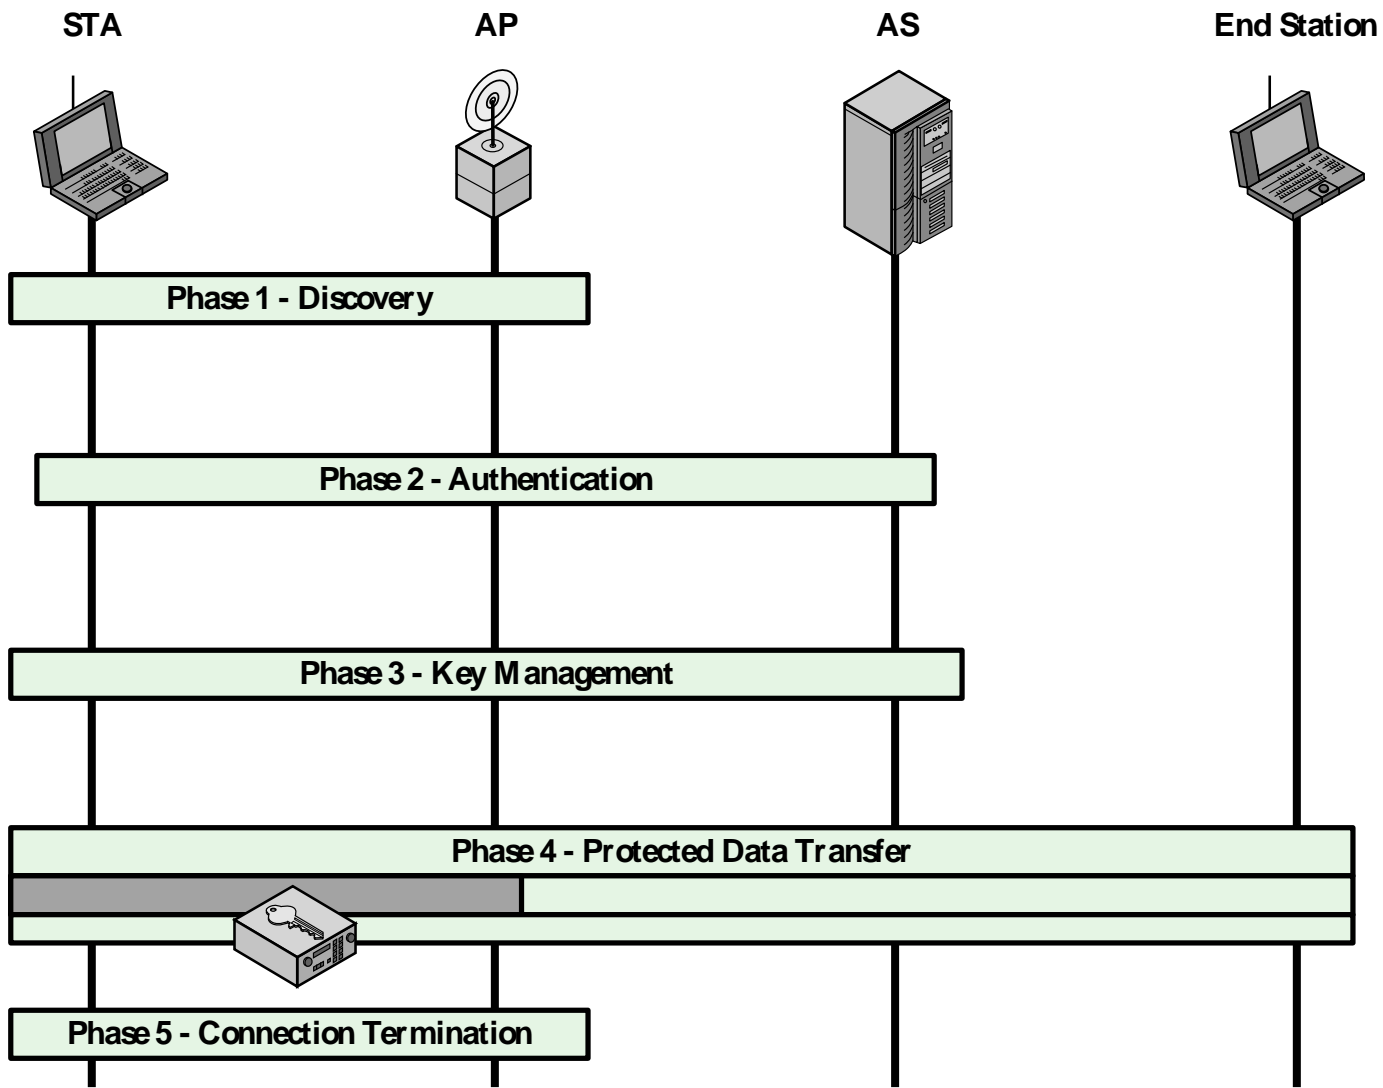 STA
AP
AS
End Station
Phase 1 - Discovery
Phase 2 - Authentication
Phase 3 - Key Management
Phase 4 - Protected Data Transfer
Phase 5 - Connection Termination